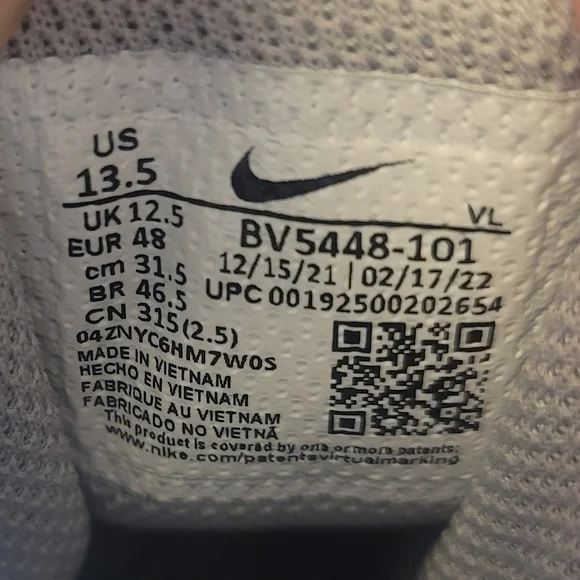 US
13.5
VL
UK 12.5
EUR 48
cm 31.5
BR 46.5
CN 315(2.5)
BV5448-101
12/15/21 | 02/17/22
UPC 00192500202654
04ZNYC6HM7W0S
MADE IN VIETNAM
HECHO EN VIETNAM
FABRIQUE AU VIETNAM
FABRICADO NO VIETNÃ
This product is covered by one or more patents:
www.nike.com/patentsvirtualmarking